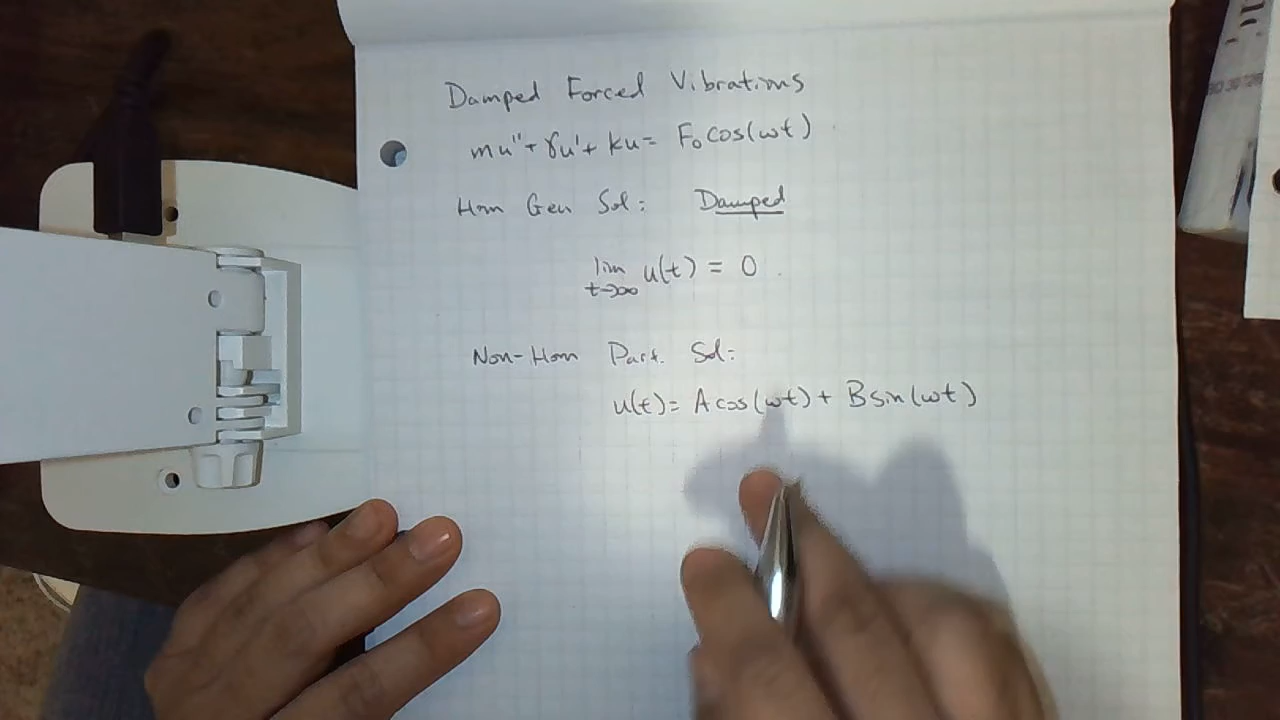 Damped Forced Vibrations
mu''+γu'+ku= F₀cos(ωt)
Hom Gen Sol: Damped
lim t→∞ u(t) = 0
Non-Hom Part. Sol:
u(t)= A cos(ωt) + B sin(ωt)